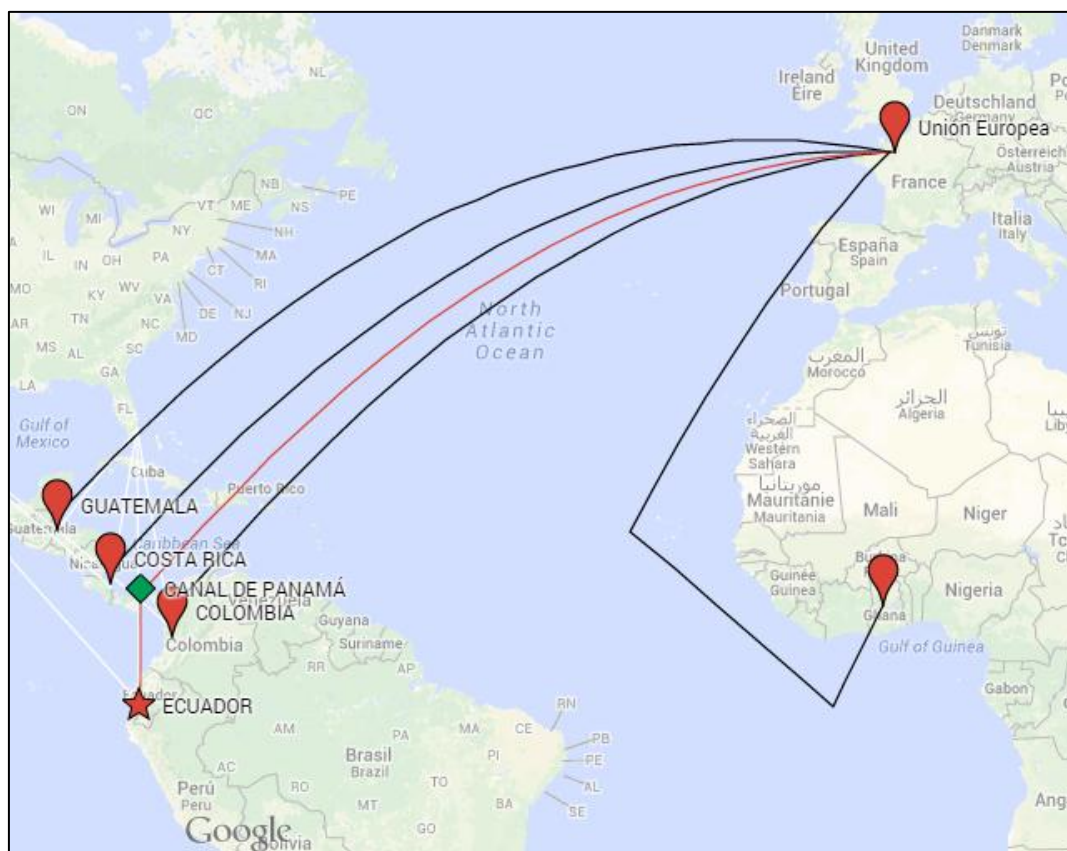 Danmark
Denmark
United
Kingdom
Ireland
Éire
NL
ON
QC
Deutschland
Germany
Unión Europea
Österreich
Austria
France
NB
PE
WI
MI
VT
ME
NS
NY
NH
IL
IN
OH
PA
MA
CT
RI
MO
KY
WV
VA
DE
NJ
AR
TN
NC
MD
MS
AL
SC
GA
LA
FL
Italia
Italy
España
Spain
Portugal
North
Atlantic
Ocean
تونس
Tunisia
المغرب
Morocco
الجزائر
Algeria
Gulf of
Mexico
الصحراء
الغربية
Western
Sahara
موريتانيا
Mauritanie
Mauritania
Mali
Niger
Cuba
Puerto Rico
GUATEMALA
Guatemala
Caribbean Sea
COSTA RICA
CANAL DE PANAMÁ
Venezuela
COLOMBIA
Colombia
Guyana
Suriname
Guinée
Guinea
Ghana
Nigeria
Gulf of Guinea
Gabon
RR
AP
Ecuador
ECUADOR
AM
PA
MA
CE
RN
PI
PB
PE
AL
SE
AC
TO
RO
MT
BA
GO
Brasil
Brazil
Perú
Peru
Google
Bolivia